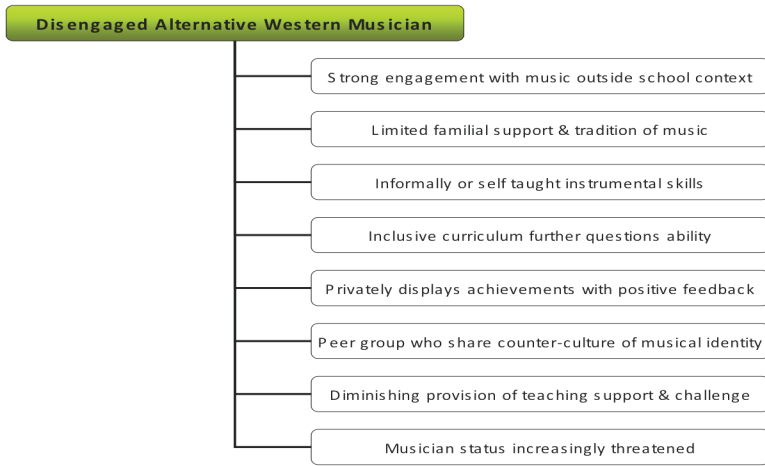 Disengaged Alternative Western Musician
Strong engagement with music outside school context
Limited familial support & tradition of music
Informally or self taught instrumental skills
Inclusive curriculum further questions ability
Privately displays achievements with positive feedback
Peer group who share counter-culture of musical identity
Diminishing provision of teaching support & challenge
Musician status increasingly threatened